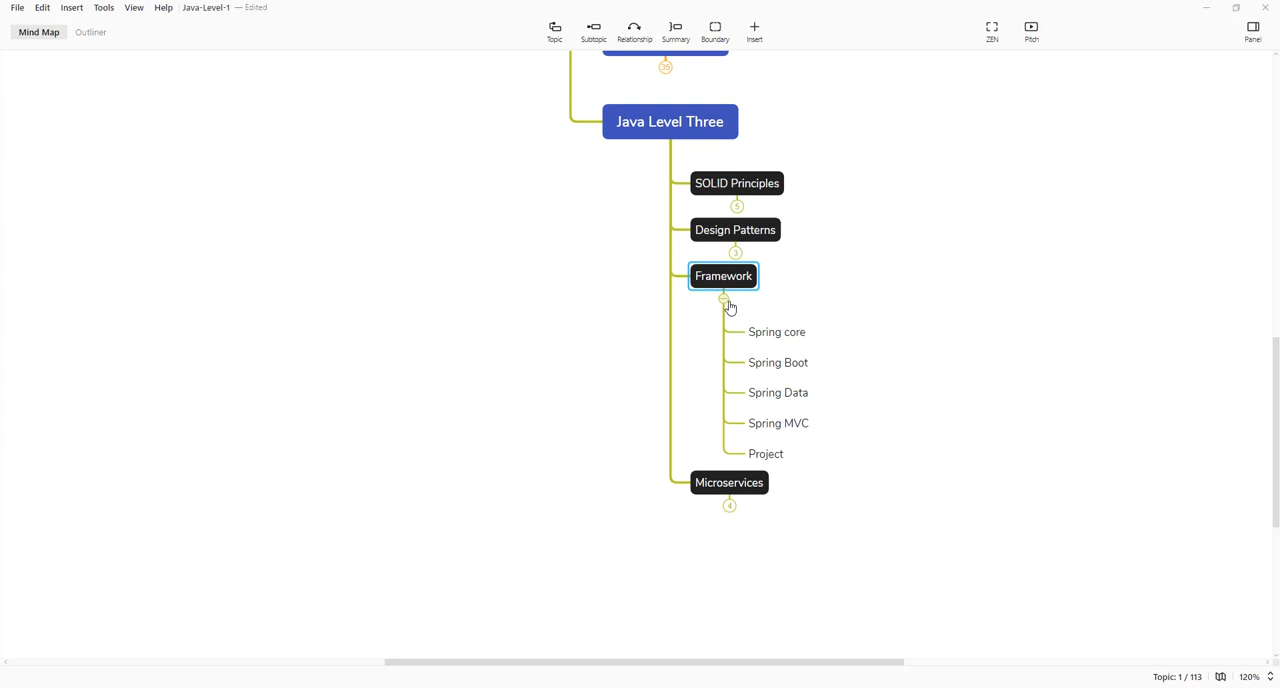 File Edit Insert Tools View Help Java-Level-1 — Edited
Mind Map Outliner
Topic Subtopic Relationship Summary Boundary Insert ZEN Pitch Panel
35
Java Level Three
SOLID Principles
5
Design Patterns
3
Framework
Spring core
Spring Boot
Spring Data
Spring MVC
Project
Microservices
4
Topic: 1 / 113 120%